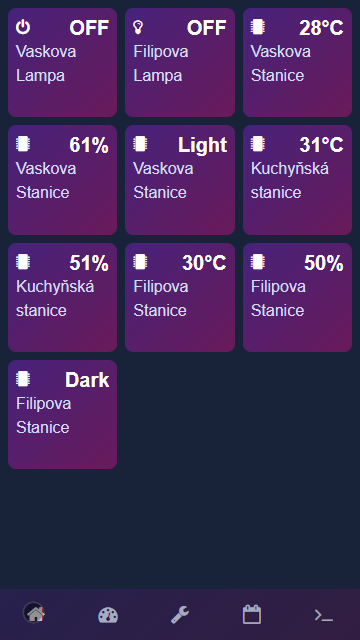 OFF
Vaskova
Lampa
OFF
Filipova
Lampa
28°C
Vaskova
Stanice
61%
Vaskova
Stanice
Light
Vaskova
Stanice
31°C
Kuchyňská
stanice
51%
Kuchyňská
stanice
30°C
Filipova
Stanice
50%
Filipova
Stanice
Dark
Filipova
Stanice